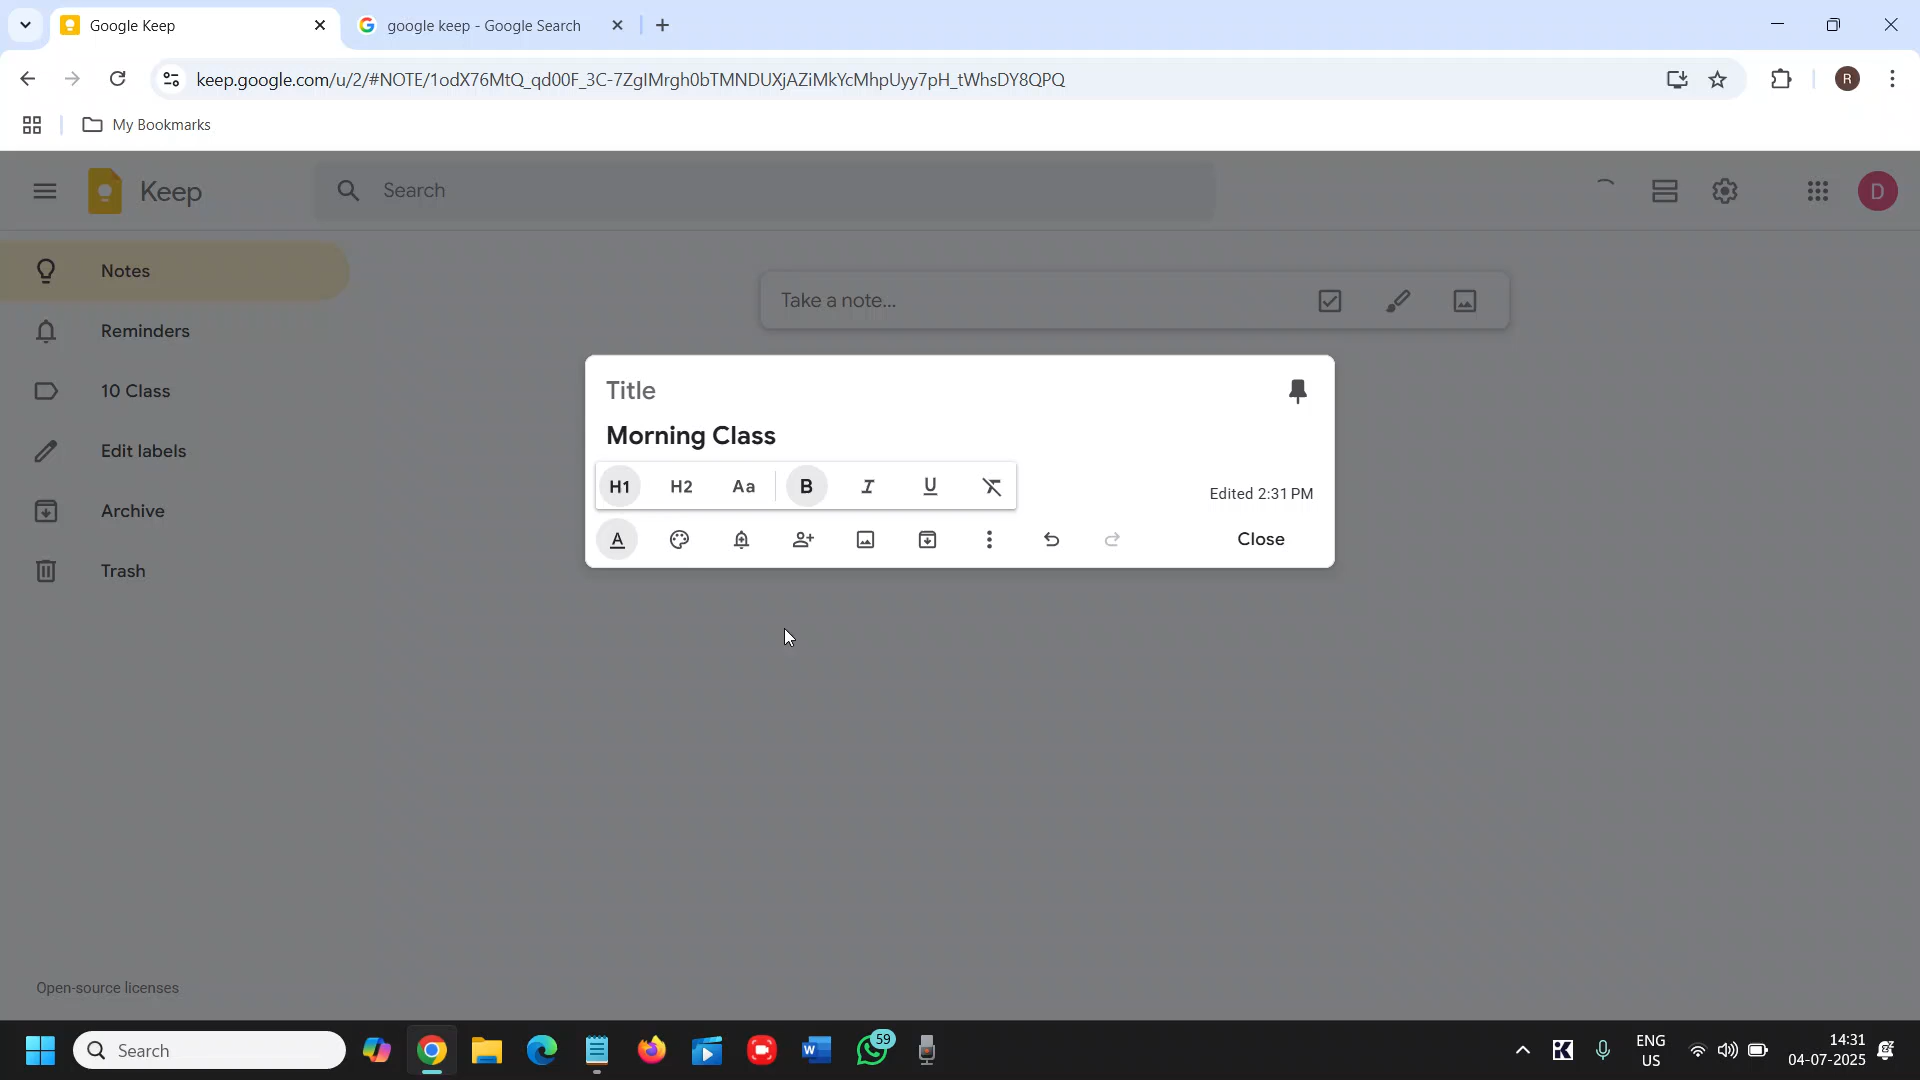 Google Keep
google keep - Google Search
keep.google.com/u/2/#NOTE/1odX76MtQ_qd00F_3C-7ZgIMrgh0bTMNDUXjAZiMkYcMhpUyy7pH_tWhsDY8QPQ
R
My Bookmarks
Keep
Search
D
Notes
Take a note...
Reminders
10 Class
Edit labels
Archive
Trash
Title
Morning Class
H1 H2 Aa B I U
Edited 2:31 PM
A
Close
Open-source licenses
Search
W
59
K
ENG
US
14:31
04-07-2025